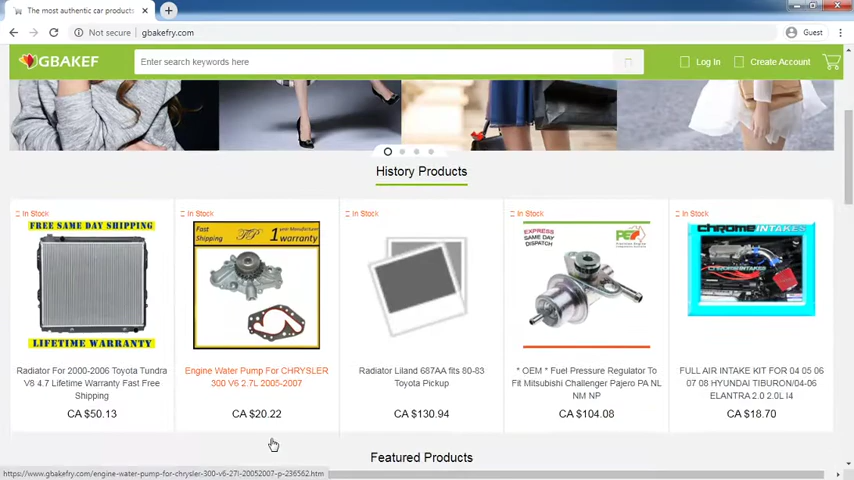 The most authentic car products
Guest
Not secure
gbakefry.com
GBAKEF
Enter search keywords here
Log In
Create Account
History Products
In Stock
In Stock
In Stock
In Stock
In Stock
FREE SAME DAY SHIPPING
LIFETIME WARRANTY
Fast
Shipping
TP
1 year Manufacturer
warranty
EXPRESS
SAME DAY
DISPATCH
CHROME INTAKES
Radiator For 2000-2006 Toyota Tundra
V8 4.7 Lifetime Warranty Fast Free
Shipping
CA $50.13
Engine Water Pump For CHRYSLER
300 V6 2.7L 2005-2007
CA $20.22
Radiator Liland 687AA fits 80-83
Toyota Pickup
CA $130.94
* OEM * Fuel Pressure Regulator To
Fit Mitsubishi Challenger Pajero PA NL
NM NP
CA $104.08
FULL AIR INTAKE KIT FOR 04 05 06
07 08 HYUNDAI TIBURON/04-06
ELANTRA 2.0 2.0L I4
CA $18.70
Featured Products
https://www.gbakefry.com/engine-water-pump-for-chrysler-300-v6-27l-20052007-p-236562.htm